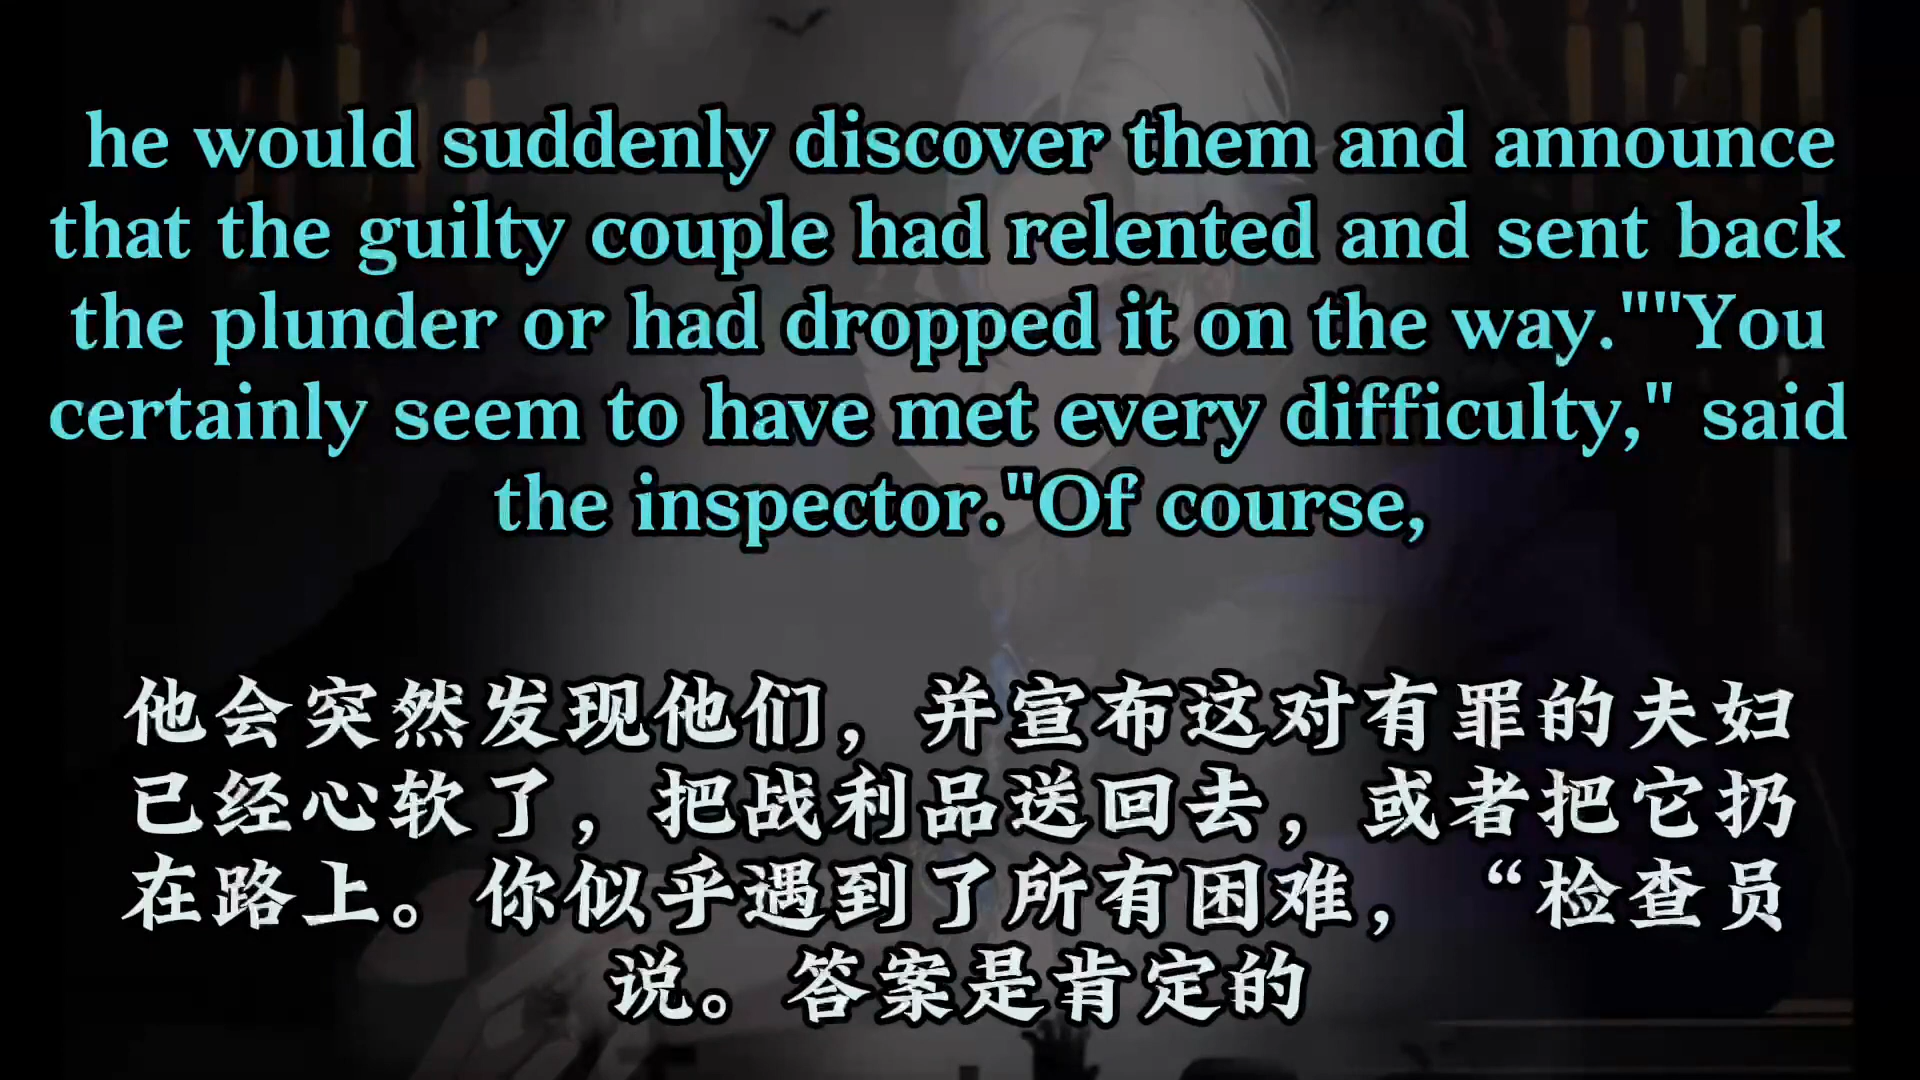 he would suddenly discover them and announce
that the guilty couple had relented and sent back
the plunder or had dropped it on the way.""You
certainly seem to have met every difficulty," said
the inspector."Of course,
他会突然发现他们，并宣布这对有罪的夫妇
已经心软了，把战利品送回去，或者把它扔
在路上。你似乎遇到了所有困难，“检查员
说。答案是肯定的